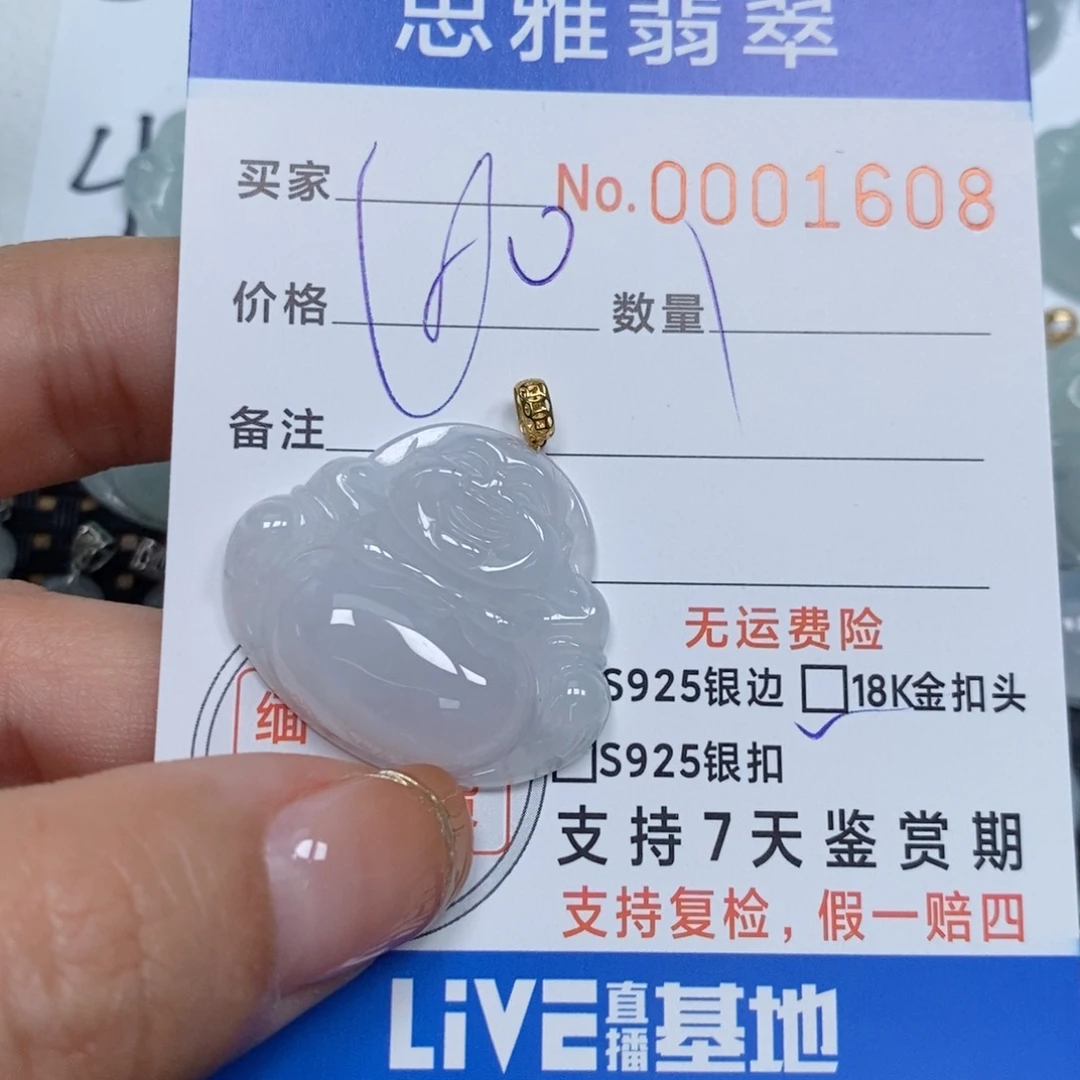 思雅翡翠
买家 No.0001608
价格 数量
备注
无运费险
S925银边 18K金扣头
缅
S925银扣
支持7天鉴赏期
支持复检，假一赔四
LiVE直播基地